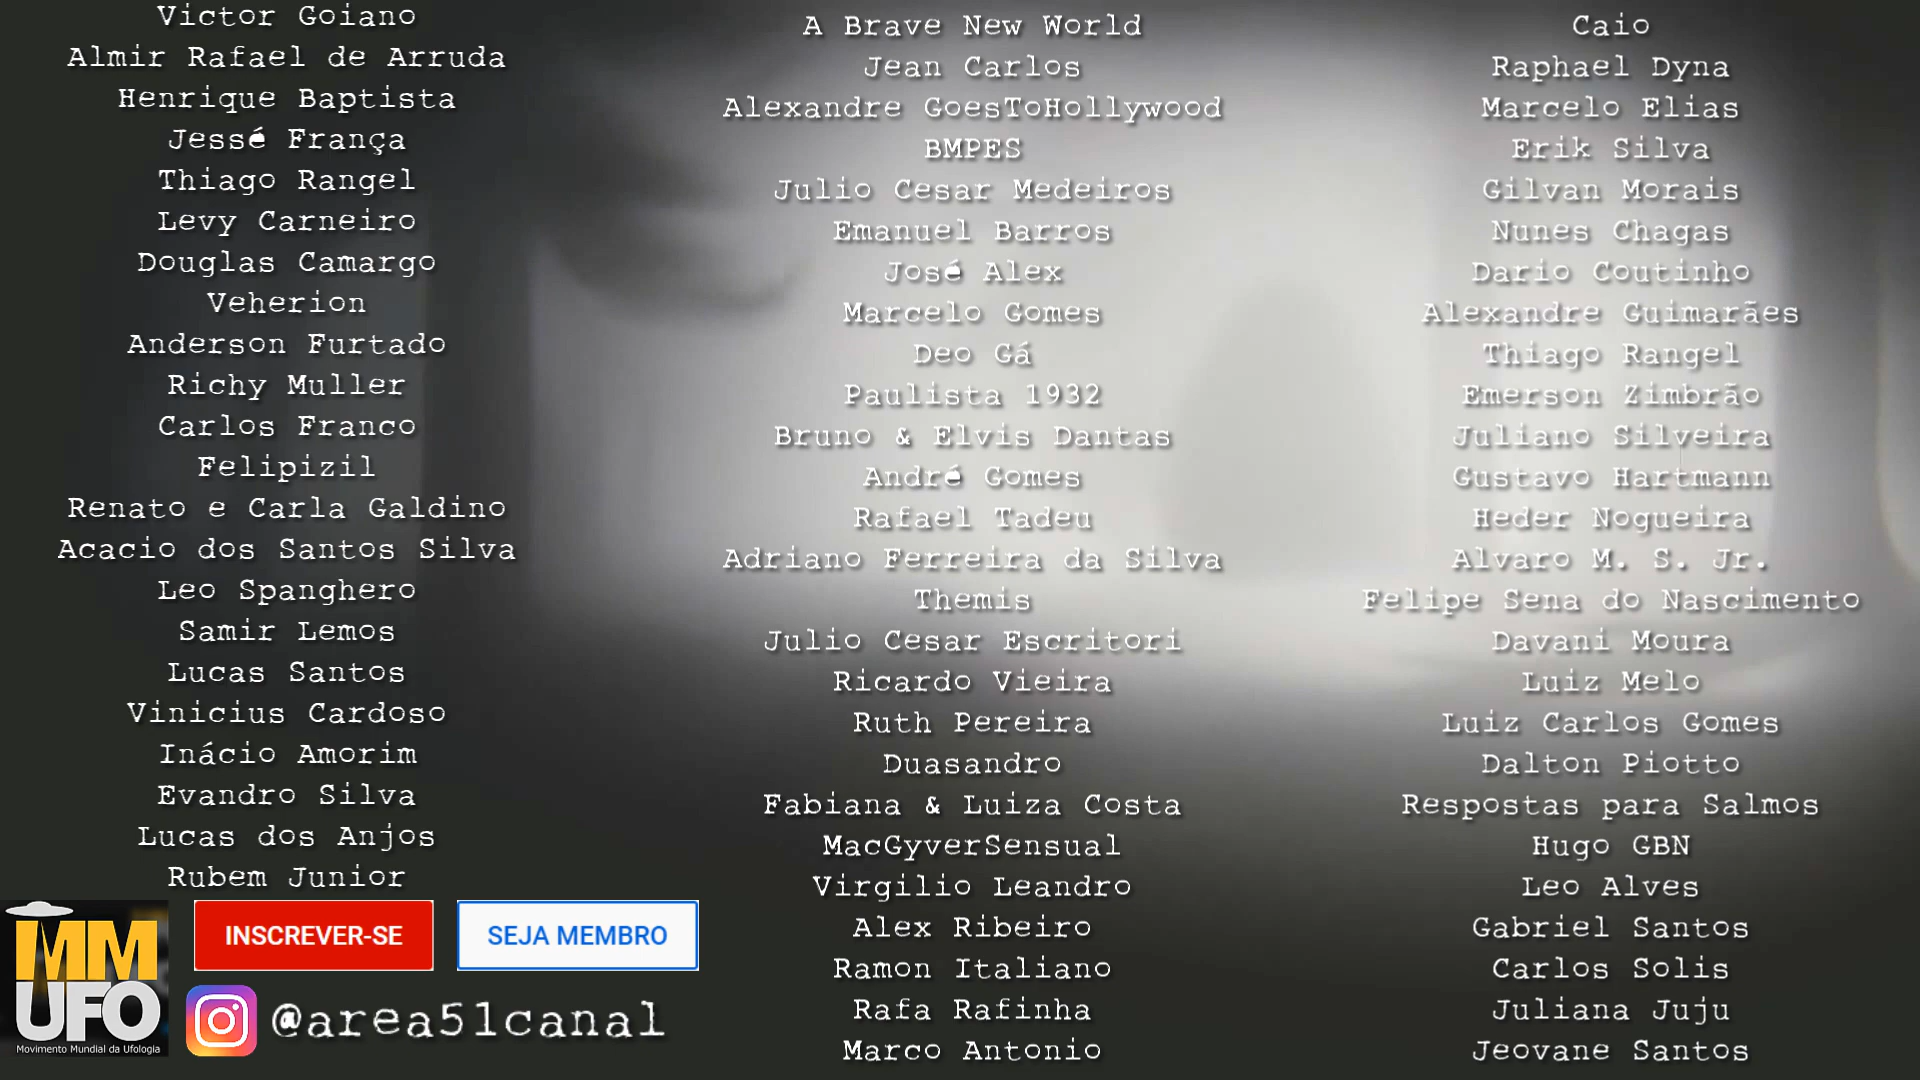 Victor Goiano
Almir Rafael de Arruda
Henrique Baptista
Jessé França
Thiago Rangel
Levy Carneiro
Douglas Camargo
Veherion
Anderson Furtado
Richy Muller
Carlos Franco
Felipizil
Renato e Carla Galdino
Acacio dos Santos Silva
Leo Spanghero
Samir Lemos
Lucas Santos
Vinicius Cardoso
Inácio Amorim
Evandro Silva
Lucas dos Anjos
Rubem Junior
A Brave New World
Jean Carlos
Alexandre GoesToHollywood
BMPES
Julio Cesar Medeiros
Emanuel Barros
José Alex
Marcelo Gomes
Deo Gá
Paulista 1932
Bruno & Elvis Dantas
André Gomes
Rafael Tadeu
Adriano Ferreira da Silva
Themis
Julio Cesar Escritori
Ricardo Vieira
Ruth Pereira
Duasandro
Fabiana & Luiza Costa
MacGyverSensual
Virgilio Leandro
Alex Ribeiro
Ramon Italiano
Rafa Rafinha
Marco Antonio
Caio
Raphael Dyna
Marcelo Elias
Erik Silva
Gilvan Morais
Nunes Chagas
Dario Coutinho
Alexandre Guimarães
Thiago Rangel
Emerson Zimbrão
Juliano Silveira
Gustavo Hartmann
Heder Nogueira
Alvaro M. S. Jr.
Felipe Sena do Nascimento
Davani Moura
Luiz Melo
Luiz Carlos Gomes
Dalton Piotto
Respostas para Salmos
Hugo GBN
Leo Alves
Gabriel Santos
Carlos Solis
Juliana Juju
Jeovane Santos
MM
UFO
Movimento Mundial da Ufologia
INSCREVER-SE
SEJA MEMBRO
@area51canal